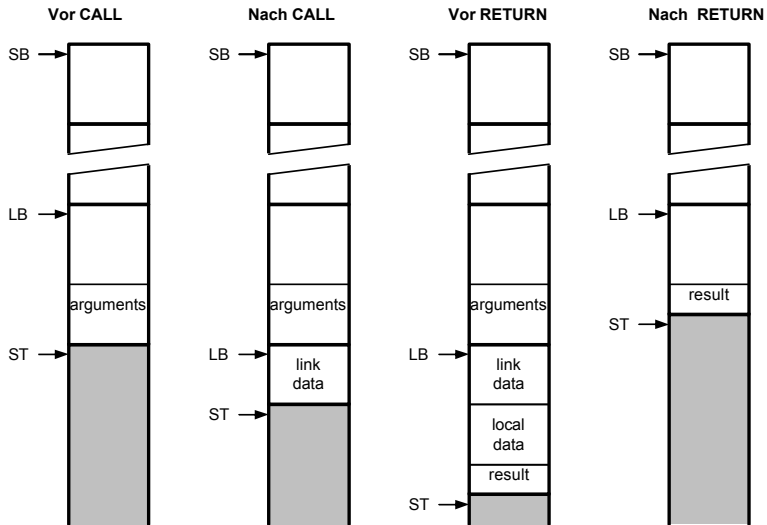 Vor CALL
SB
LB
arguments
ST
Nach CALL
SB
arguments
LB
link
data
ST
Vor RETURN
SB
arguments
LB
link
data
local
data
result
ST
Nach RETURN
SB
LB
result
ST